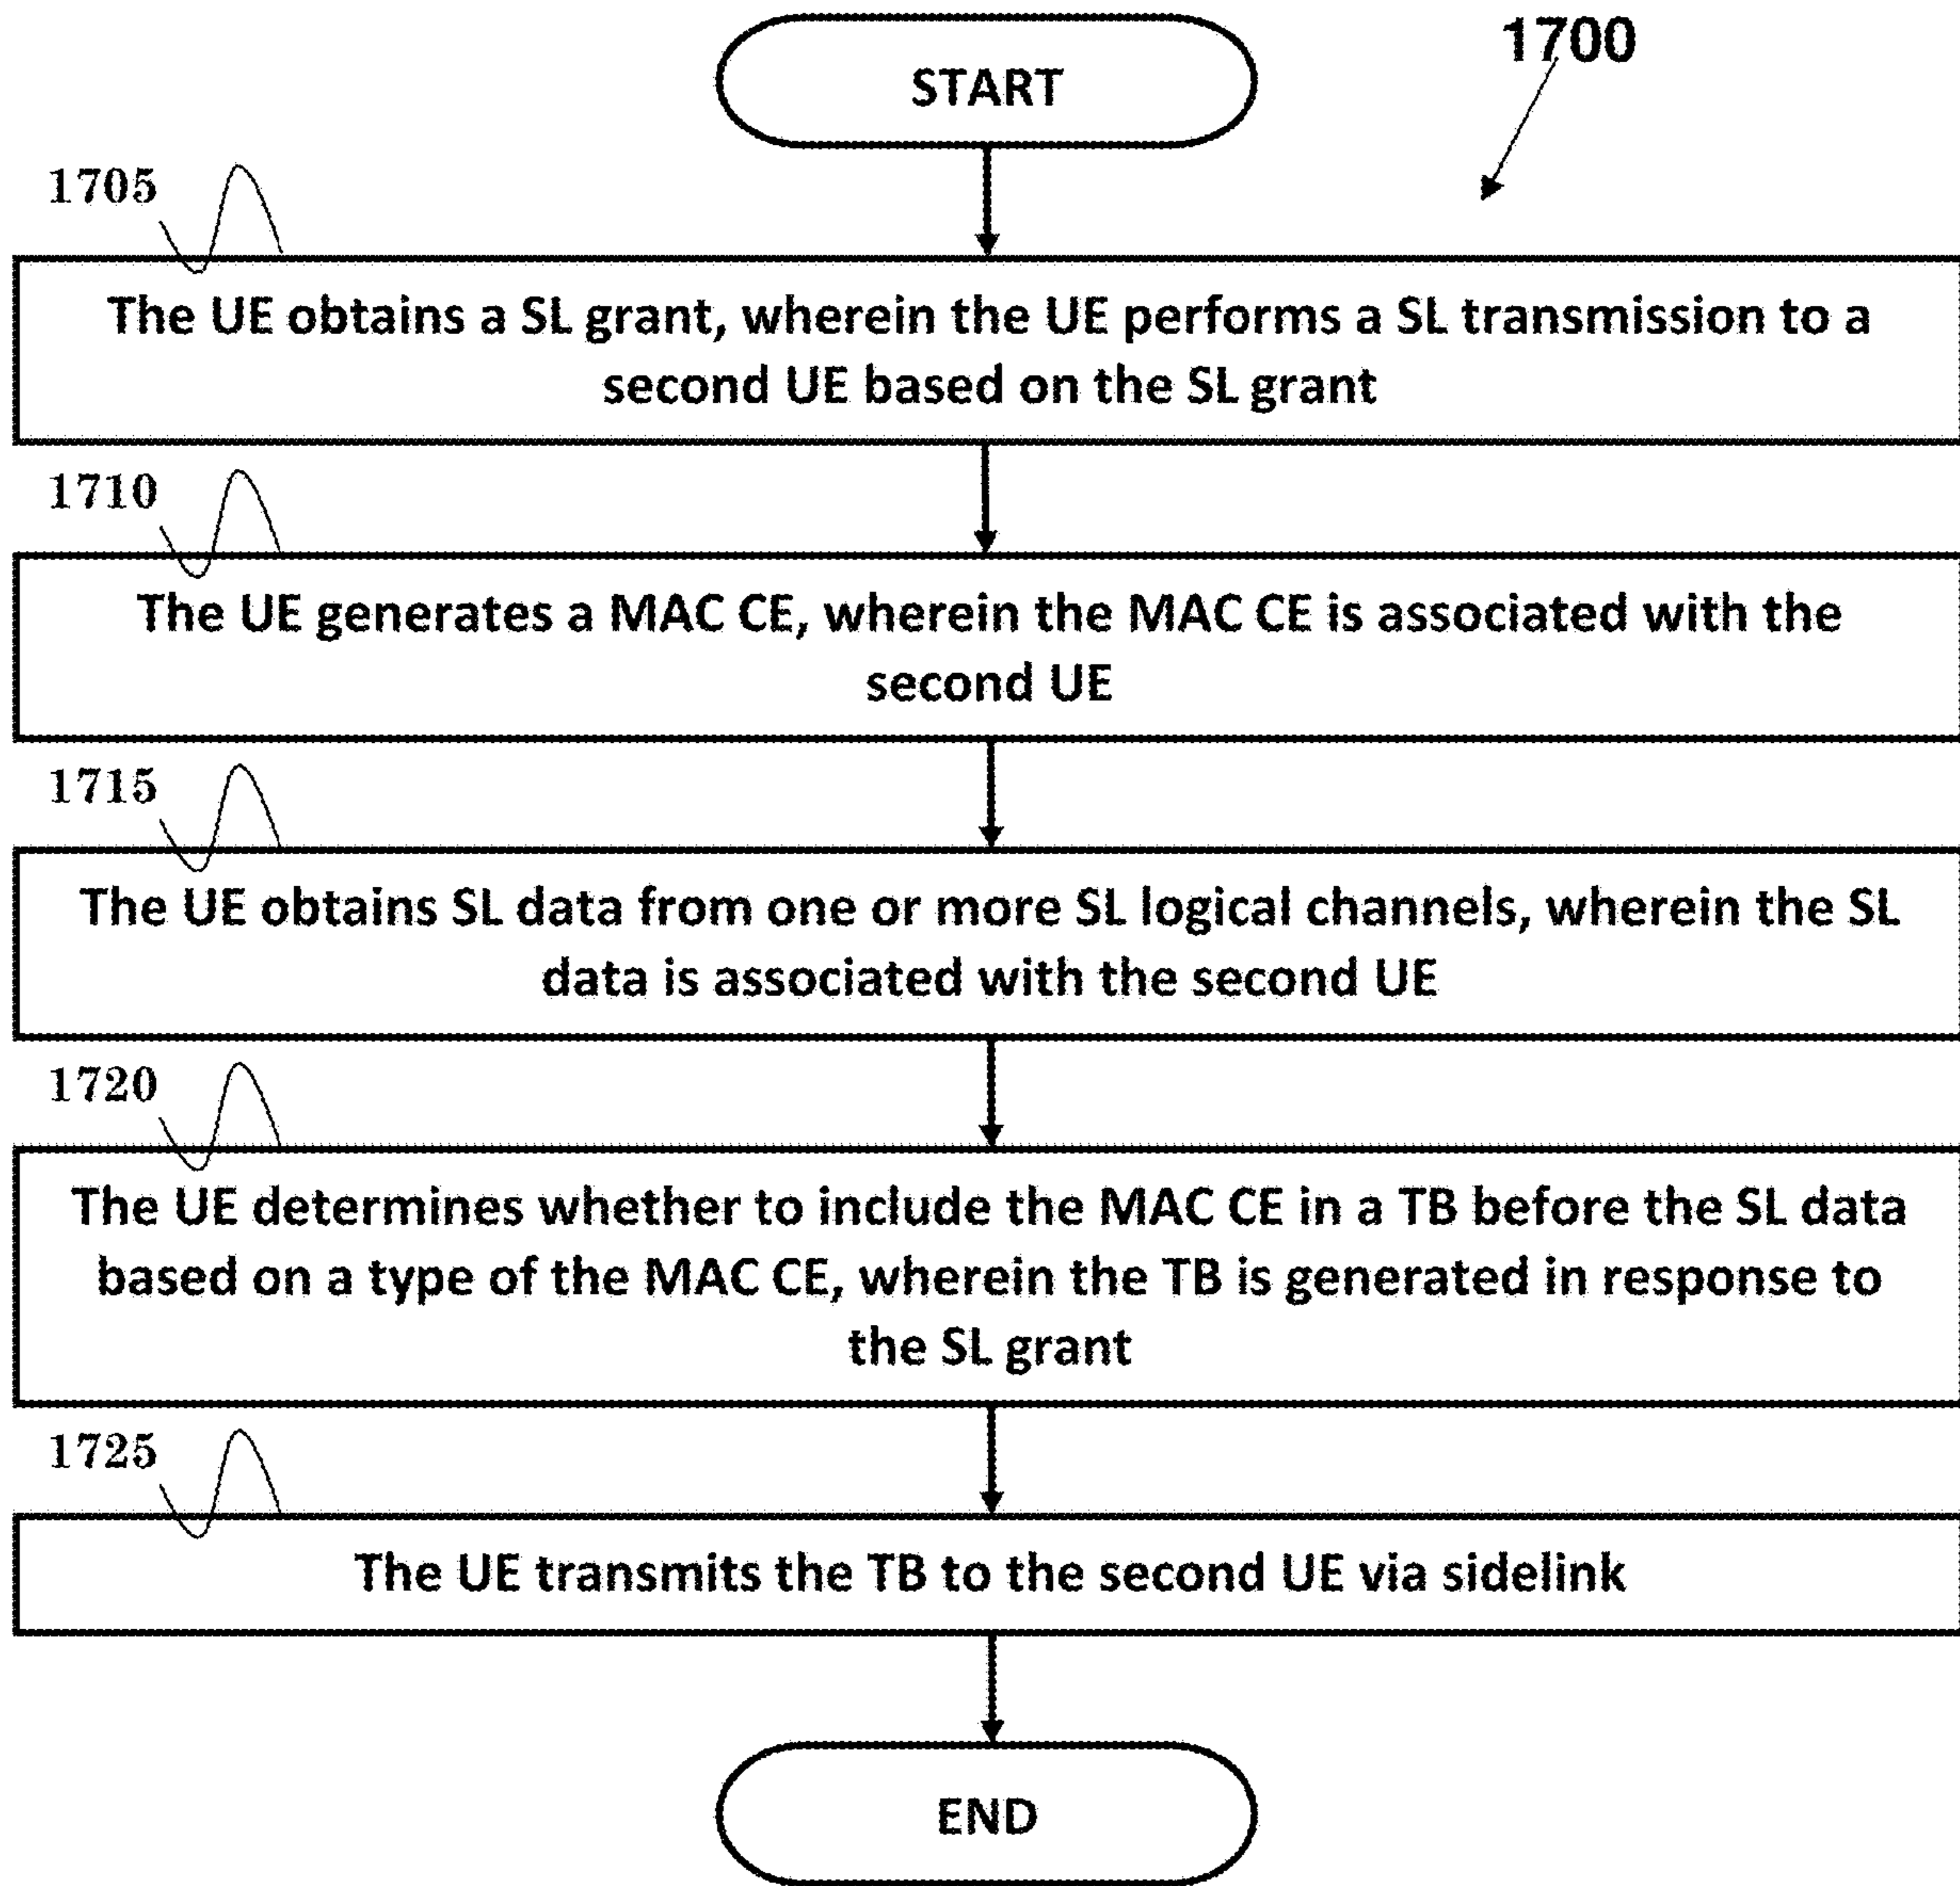 1700
START
1705
The UE obtains a SL grant, wherein the UE performs a SL transmission to a
second UE based on the SL grant
1710
The UE generates a MAC CE, wherein the MAC CE is associated with the
second UE
1715
The UE obtains SL data from one or more SL logical channels, wherein the SL
data is associated with the second UE
1720
The UE determines whether to include the MAC CE in a TB before the SL data
based on a type of the MAC CE, wherein the TB is generated in response to
the SL grant
1725
The UE transmits the TB to the second UE via sidelink
END